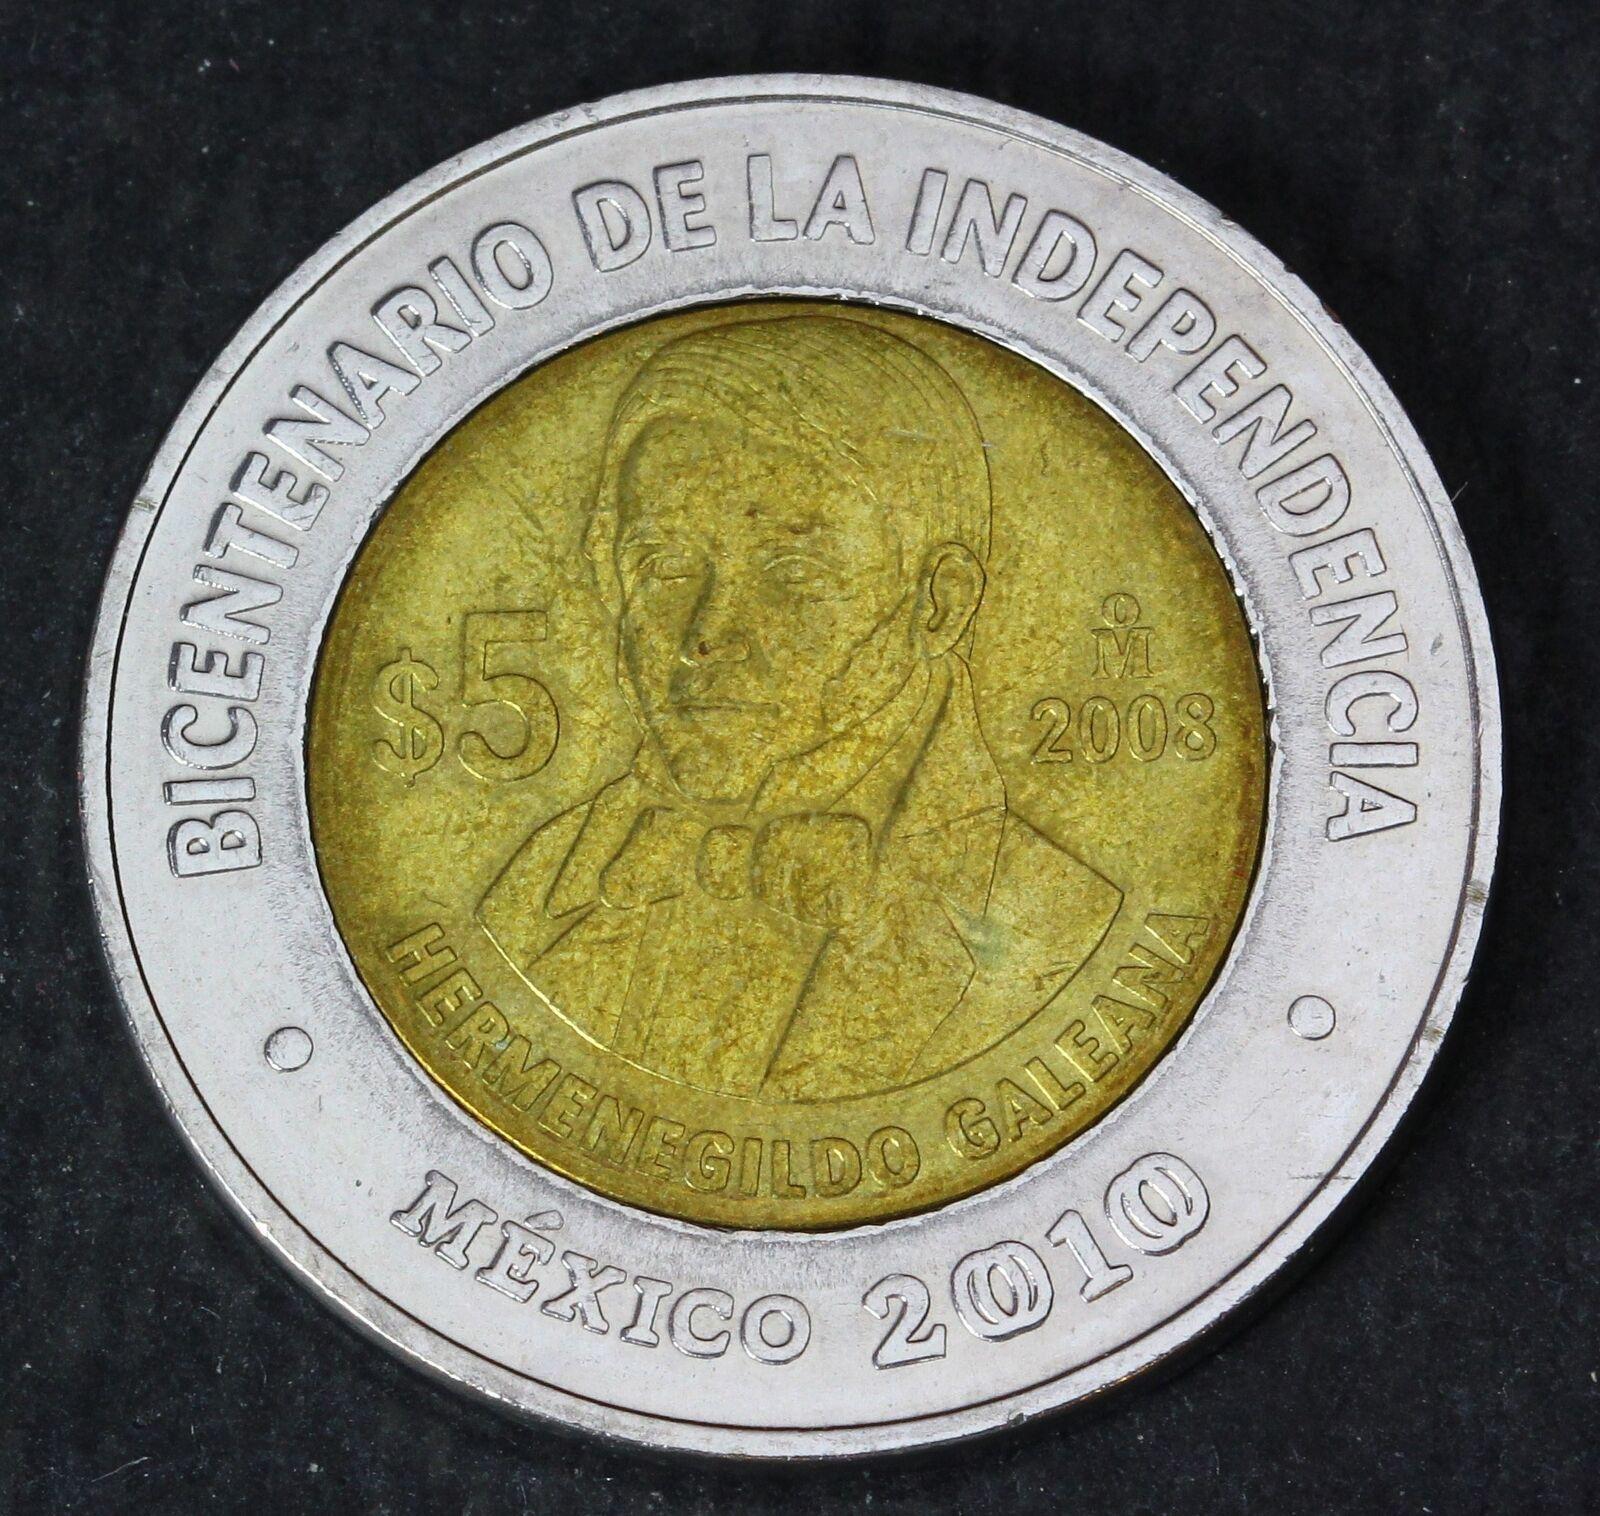 BICENTENARIO DE LA INDEPENDENCIA
$5
o
M
2008
HERMENEGILDO GALEANA
MÉXICO 2010